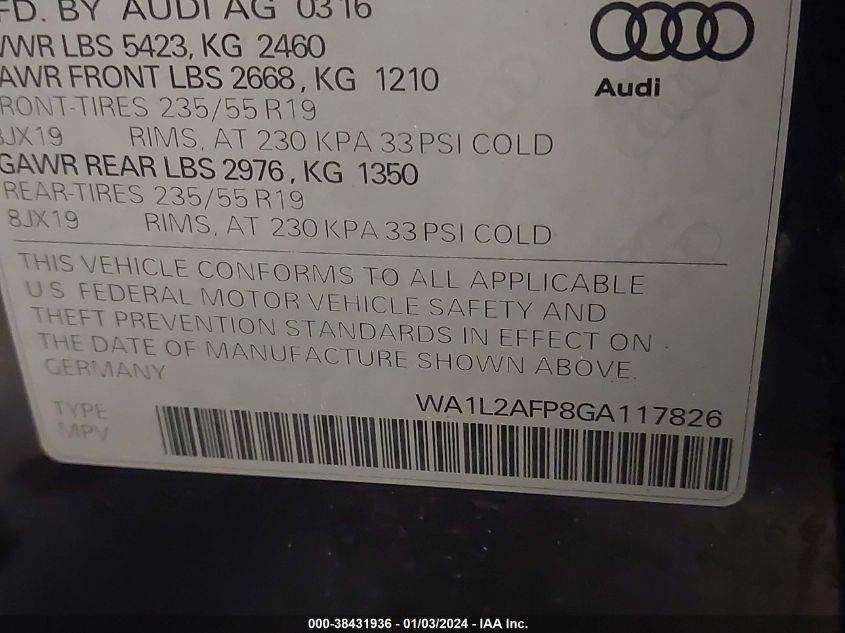 FD. BY AUDI AG 0316
VWR LBS 5423, KG 2460
AWR FRONT LBS 2668, KG 1210
RONT-TIRES 235/55 R19
8JX19 RIMS, AT 230 KPA 33 PSI COLD
GAWR REAR LBS 2976, KG 1350
REAR-TIRES 235/55 R19
8JX19 RIMS, AT 230 KPA 33 PSI COLD
Audi
THIS VEHICLE CONFORMS TO ALL APPLICABLE
US FEDERAL MOTOR VEHICLE SAFETY AND
THEFT PREVENTION STANDARDS IN EFFECT ON
THE DATE OF MANUFACTURE SHOWN ABOVE.
GERMANY
WA1L2AFP8GA117826
TYPE
MPV
000-38431936 - 01/03/2024 - IAA Inc.